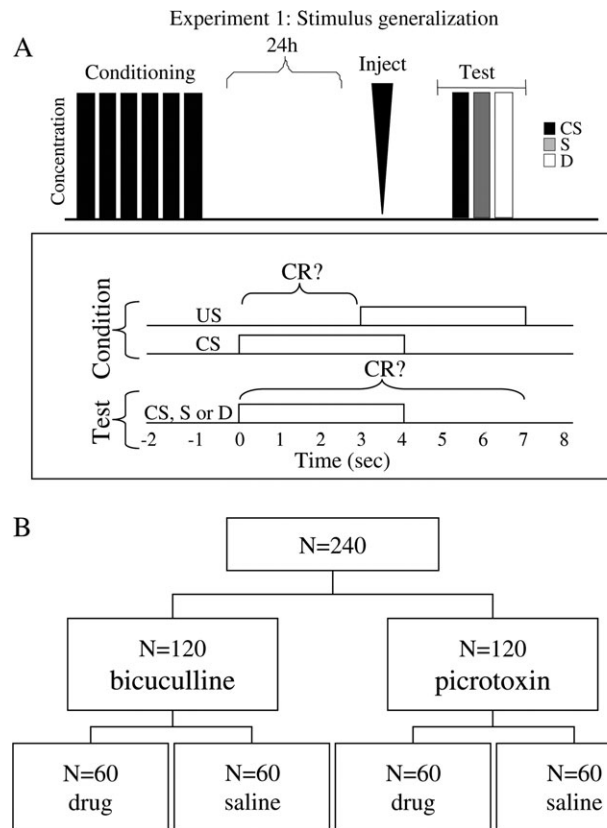 Experiment 1: Stimulus generalization
A
24h
Conditioning
Inject
Test
Concentration
CS
S
D
CR?
Condition
US
CS
CR?
Test
CS, S or D
-2 -1 0 1 2 3 4 5 6 7 8
Time (sec)
B
N=240
N=120
bicuculline
N=120
picrotoxin
N=60
drug
N=60
saline
N=60
drug
N=60
saline